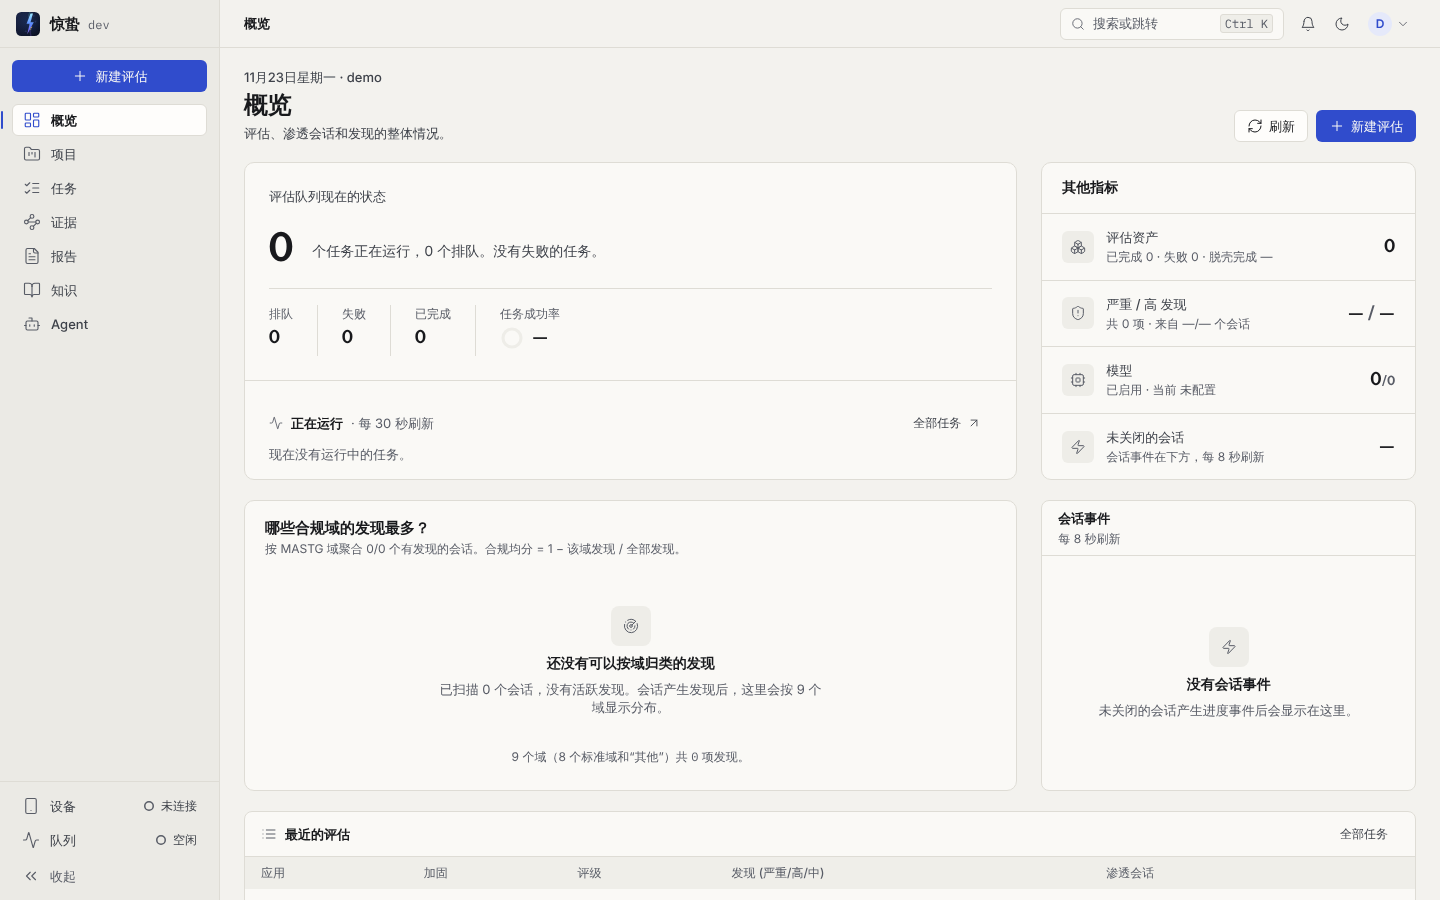 惊蛰 dev
新建评估
概览
项目
任务
证据
报告
知识
Agent
设备 未连接
队列 空闲
收起
概览
搜索或跳转 Ctrl K
D
11月23日星期一 · demo
概览
评估、渗透会话和发现的整体情况。
刷新
新建评估
评估队列现在的状态
0 个任务正在运行，0 个排队。没有失败的任务。
排队 失败 已完成 任务成功率
0 0 0 —
正在运行 · 每 30 秒刷新 全部任务
现在没有运行中的任务。
其他指标
评估资产
已完成 0 · 失败 0 · 脱壳完成 —
0
严重 / 高 发现
共 0 项 · 来自 —/— 个会话
— / —
模型
已启用 · 当前 未配置
0/0
未关闭的会话
会话事件在下方，每 8 秒刷新
—
哪些合规域的发现最多？
按 MASTG 域聚合 0/0 个有发现的会话。合规均分 = 1 − 该域发现 / 全部发现。
还没有可以按域归类的发现
已扫描 0 个会话，没有活跃发现。会话产生发现后，这里会按 9 个
域显示分布。
9 个域（8 个标准域和“其他”）共 0 项发现。
会话事件
每 8 秒刷新
没有会话事件
未关闭的会话产生进度事件后会显示在这里。
最近的评估 全部任务
应用 加固 评级 发现 (严重/高/中) 渗透会话